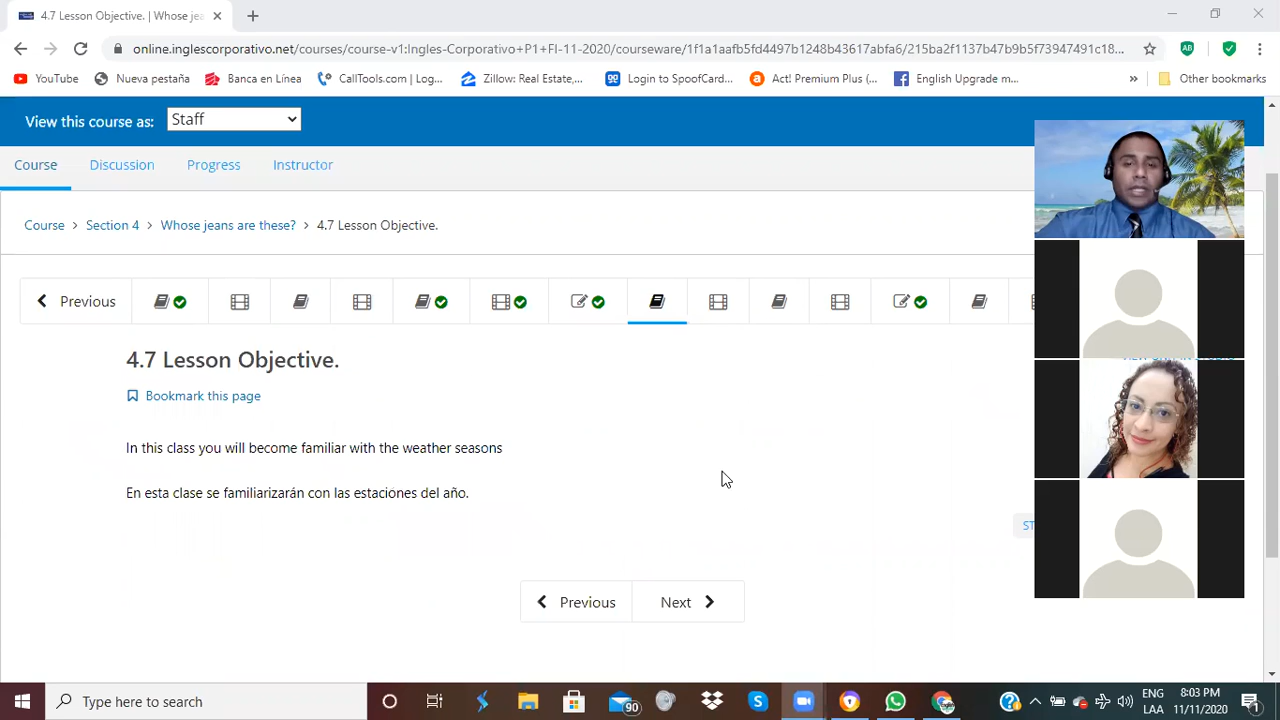 4.7 Lesson Objective. | Whose jea
online.inglescorporativo.net/courses/course-v1:Ingles-Corporativo+P1+FI-11-2020/courseware/1f1a1aafb5fd4497b1248b43617abfa6/215ba2f1137b47b9b5f73947491c18...
YouTube
Nueva pestaña
Banca en Línea
CallTools.com | Log...
Zillow: Real Estate,...
Login to SpoofCard...
Act! Premium Plus (...
English Upgrade m...
»
Other bookmarks
View this course as: Staff
Course Discussion Progress Instructor
Course > Section 4 > Whose jeans are these? > 4.7 Lesson Objective.
Previous
4.7 Lesson Objective.
Bookmark this page
In this class you will become familiar with the weather seasons
En esta clase se familiarizarán con las estaciones del año.
ST
Previous Next
Type here to search
90
ENG 8:03 PM
LAA 11/11/2020
1